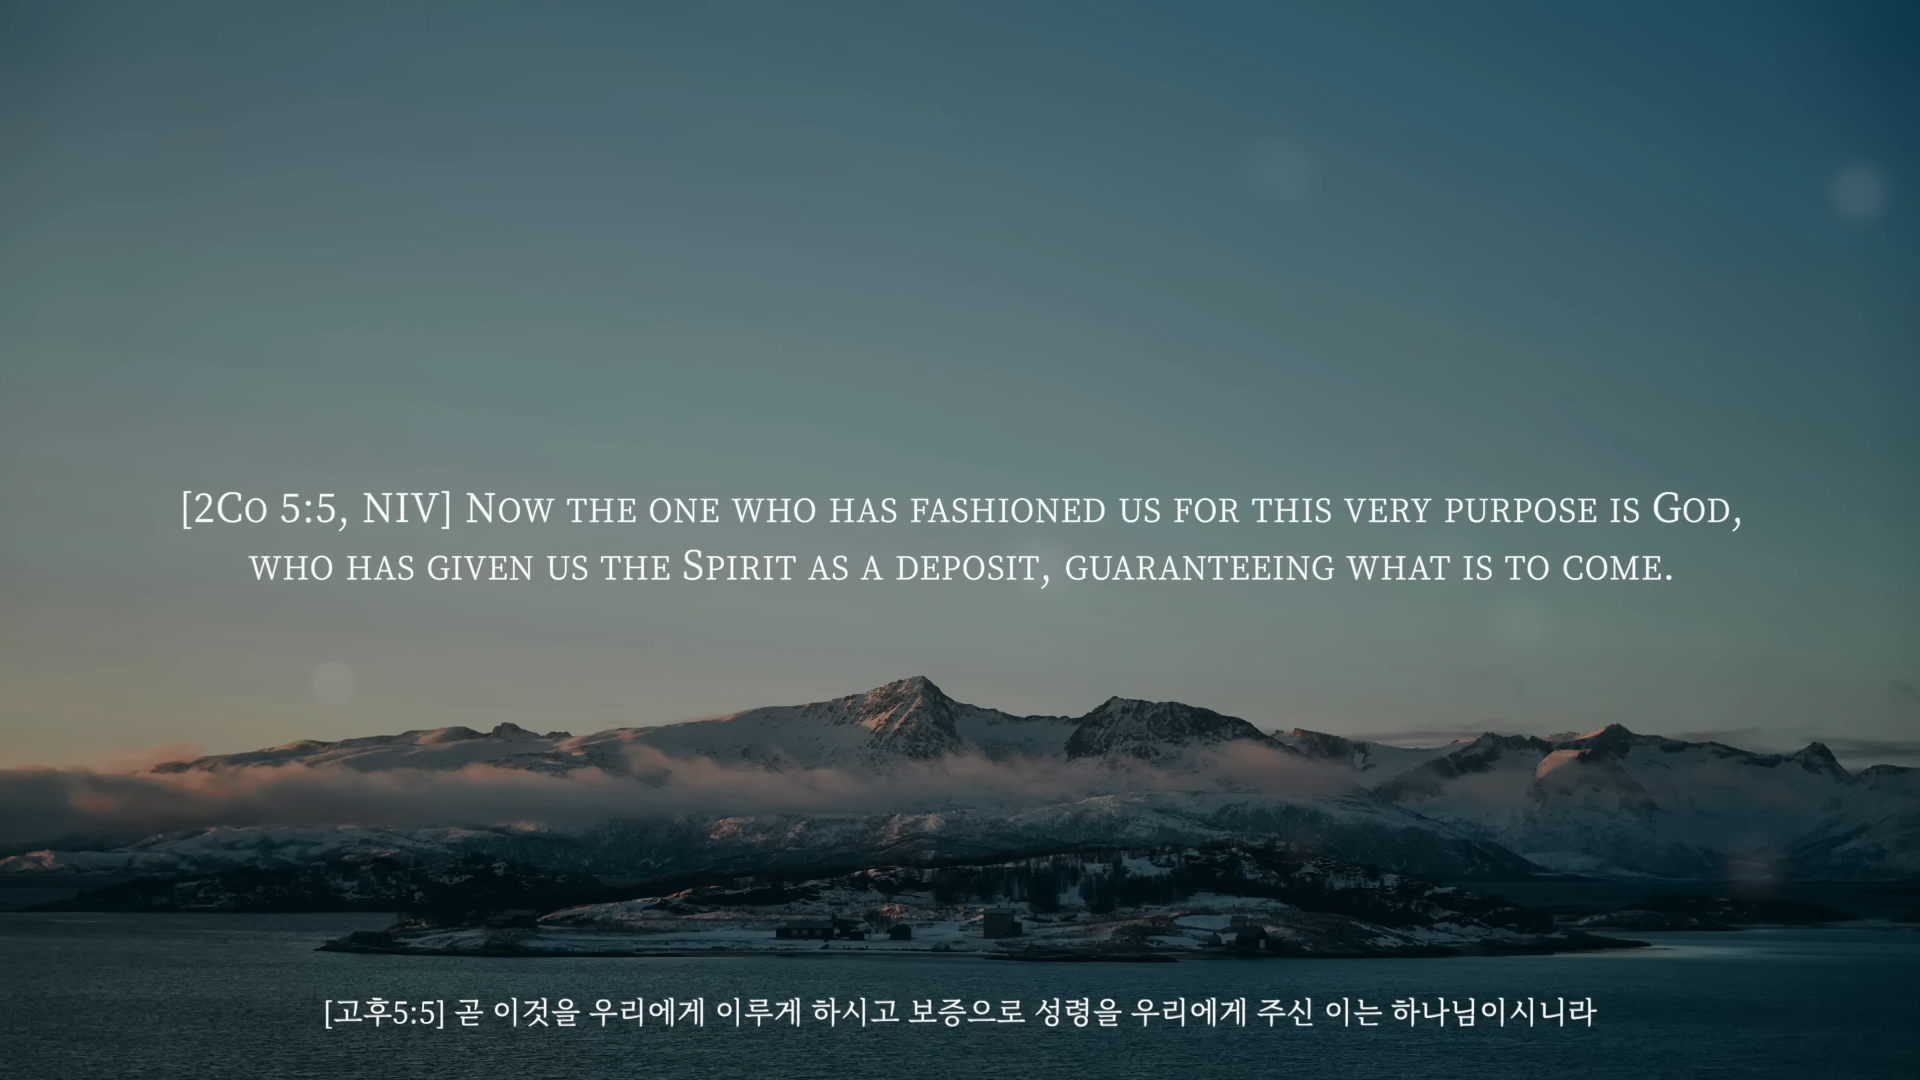 [2Co 5:5, NIV] Now the one who has fashioned us for this very purpose is God,
who has given us the Spirit as a deposit, guaranteeing what is to come.
[고후5:5] 곧 이것을 우리에게 이루게 하시고 보증으로 성령을 우리에게 주신 이는 하나님이시니라